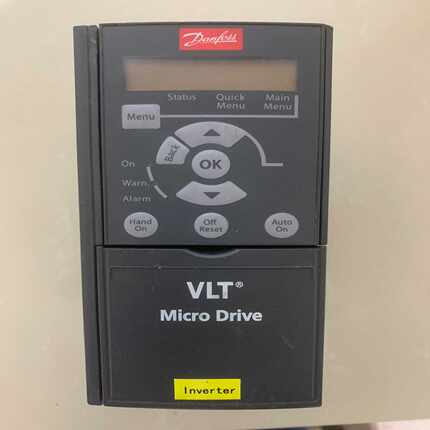 Danfoss
Status Quick Menu Main Menu
Menu
Back
OK
On
Warn.
Alarm
Hand On
Off Reset
Auto On
VLT®
Micro Drive
Inverter